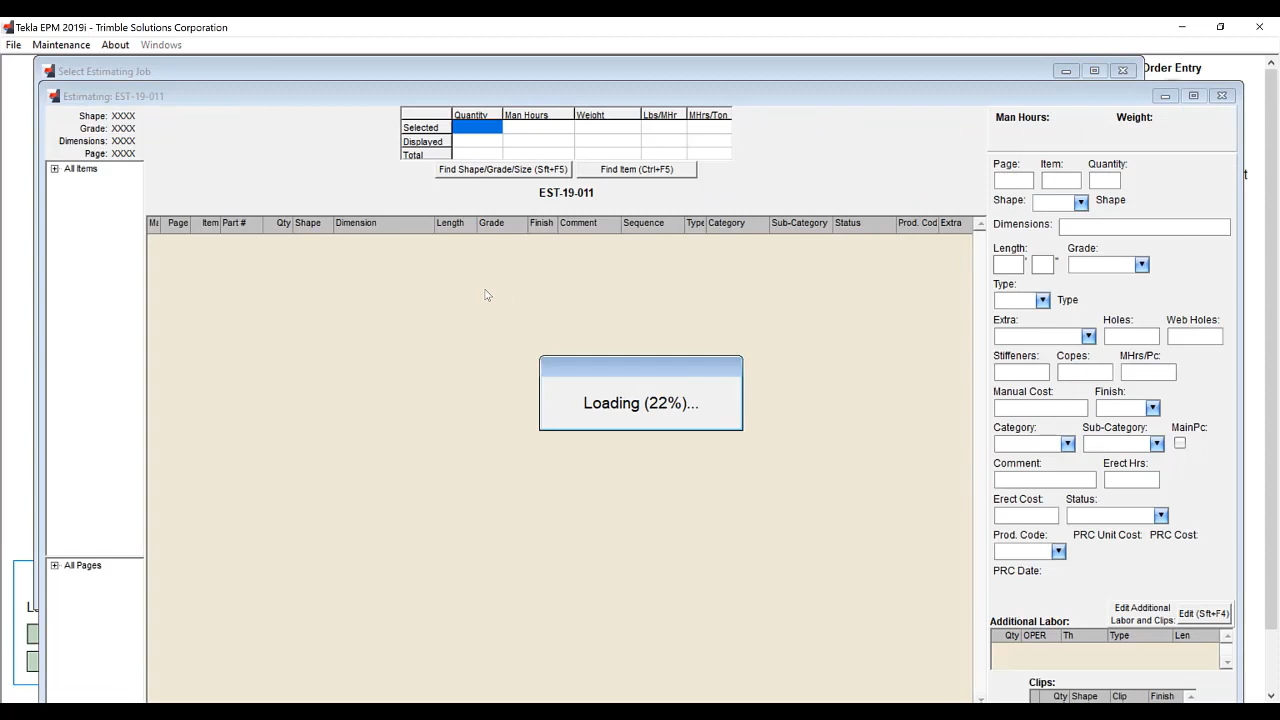 Tekla EPM 2019i - Trimble Solutions Corporation
File Maintenance About Windows
Select Estimating Job
Order Entry
Estimating: EST-19-011
Shape: XXXX
Grade: XXXX
Dimensions: XXXX
Page: XXXX
Quantity Man Hours Weight Lbs/MHr MHrs/Ton
Selected
Displayed
Total
Find Shape/Grade/Size (Sft+F5) Find Item (Ctrl+F5)
EST-19-011
All Items
Page Item Part # Qty Shape Dimension Length Grade Finish Comment Sequence Type Category Sub-Category Status Prod. Cod Extra
Loading (22%)...
All Pages
Man Hours: Weight:
Page: Item: Quantity:
Shape: Shape
Dimensions:
Length: Grade:
' "
Type:
Type
Extra: Holes: Web Holes:
Stiffeners: Copes: MHrs/Pc:
Manual Cost: Finish:
Category: Sub-Category: MainPc:
Comment: Erect Hrs:
Erect Cost: Status:
Prod. Code: PRC Unit Cost: PRC Cost:
PRC Date:
Edit Additional
Labor and Clips: Edit (Sft+F4)
Additional Labor:
Qty OPER Th Type Len
Clips:
Qty Shape Clip Finish